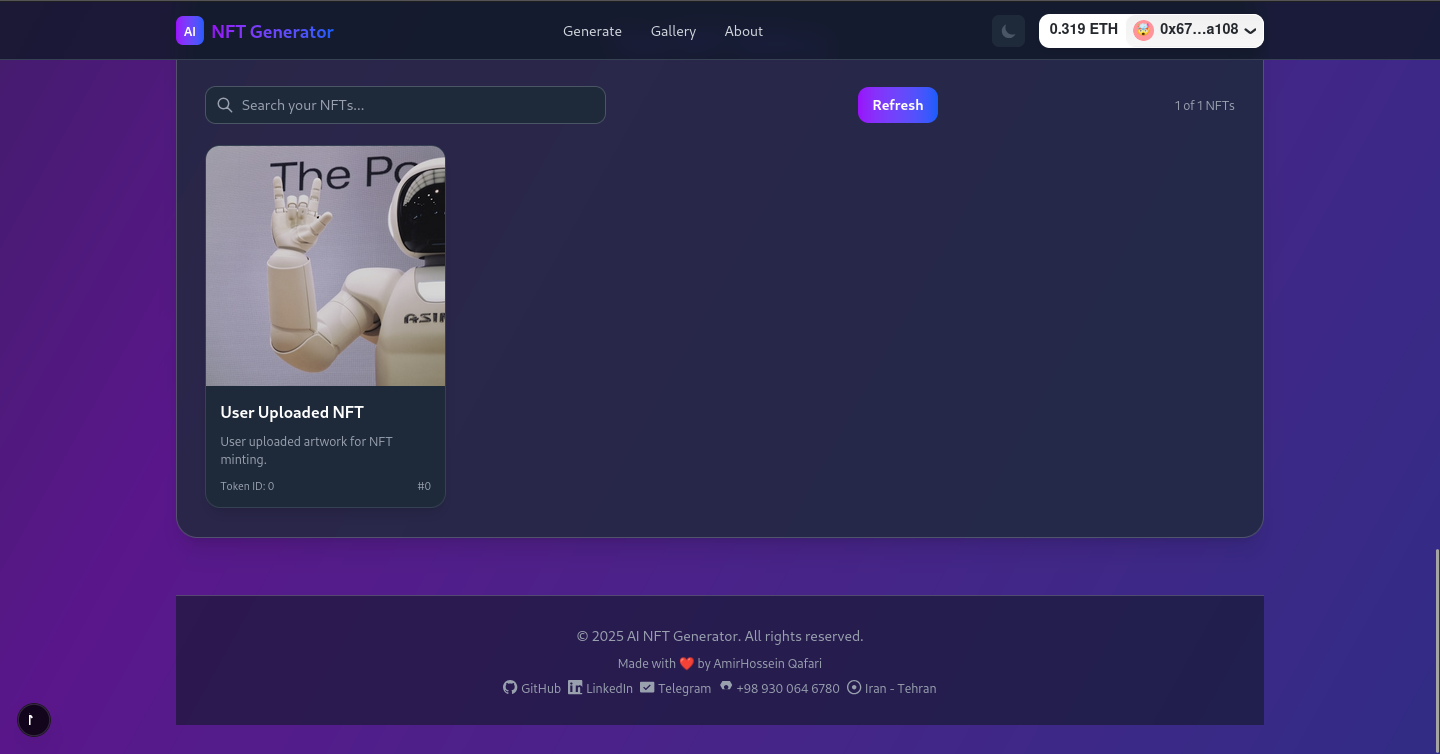 AI NFT Generator
Generate Gallery About
0.319 ETH 0x67...a108
Search your NFTs...
Refresh
1 of 1 NFTs
The Po
User Uploaded NFT
User uploaded artwork for NFT
minting.
Token ID: 0 #0
© 2025 AI NFT Generator. All rights reserved.
Made with ❤️ by AmirHossein Qafari
GitHub LinkedIn Telegram +98 930 064 6780 Iran - Tehran